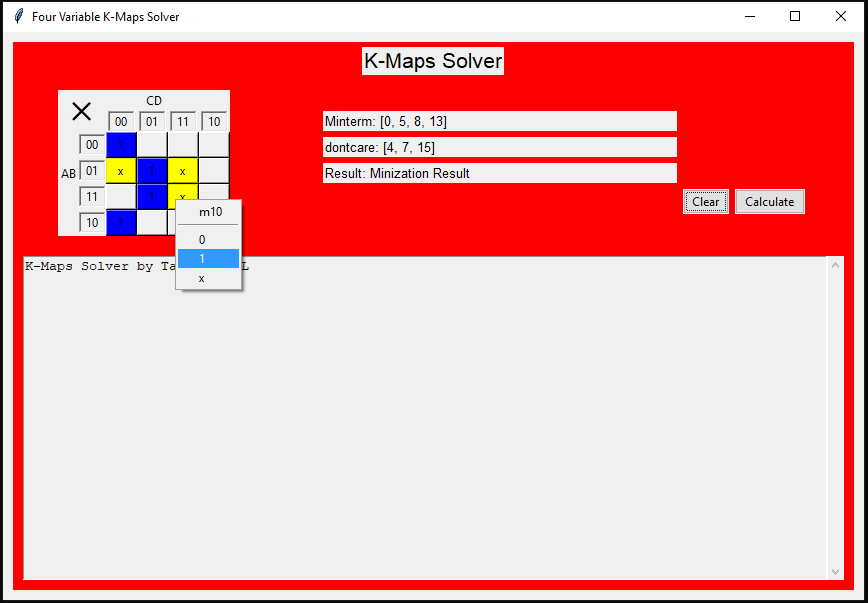 Four Variable K-Maps Solver
K-Maps Solver
CD
00 01 11 10
00 1
AB 01 x 1 x
11 1 x
10 1
Minterm: [0, 5, 8, 13]
dontcare: [4, 7, 15]
Result: Minization Result
Clear Calculate
m10
0
1
x
K-Maps Solver by